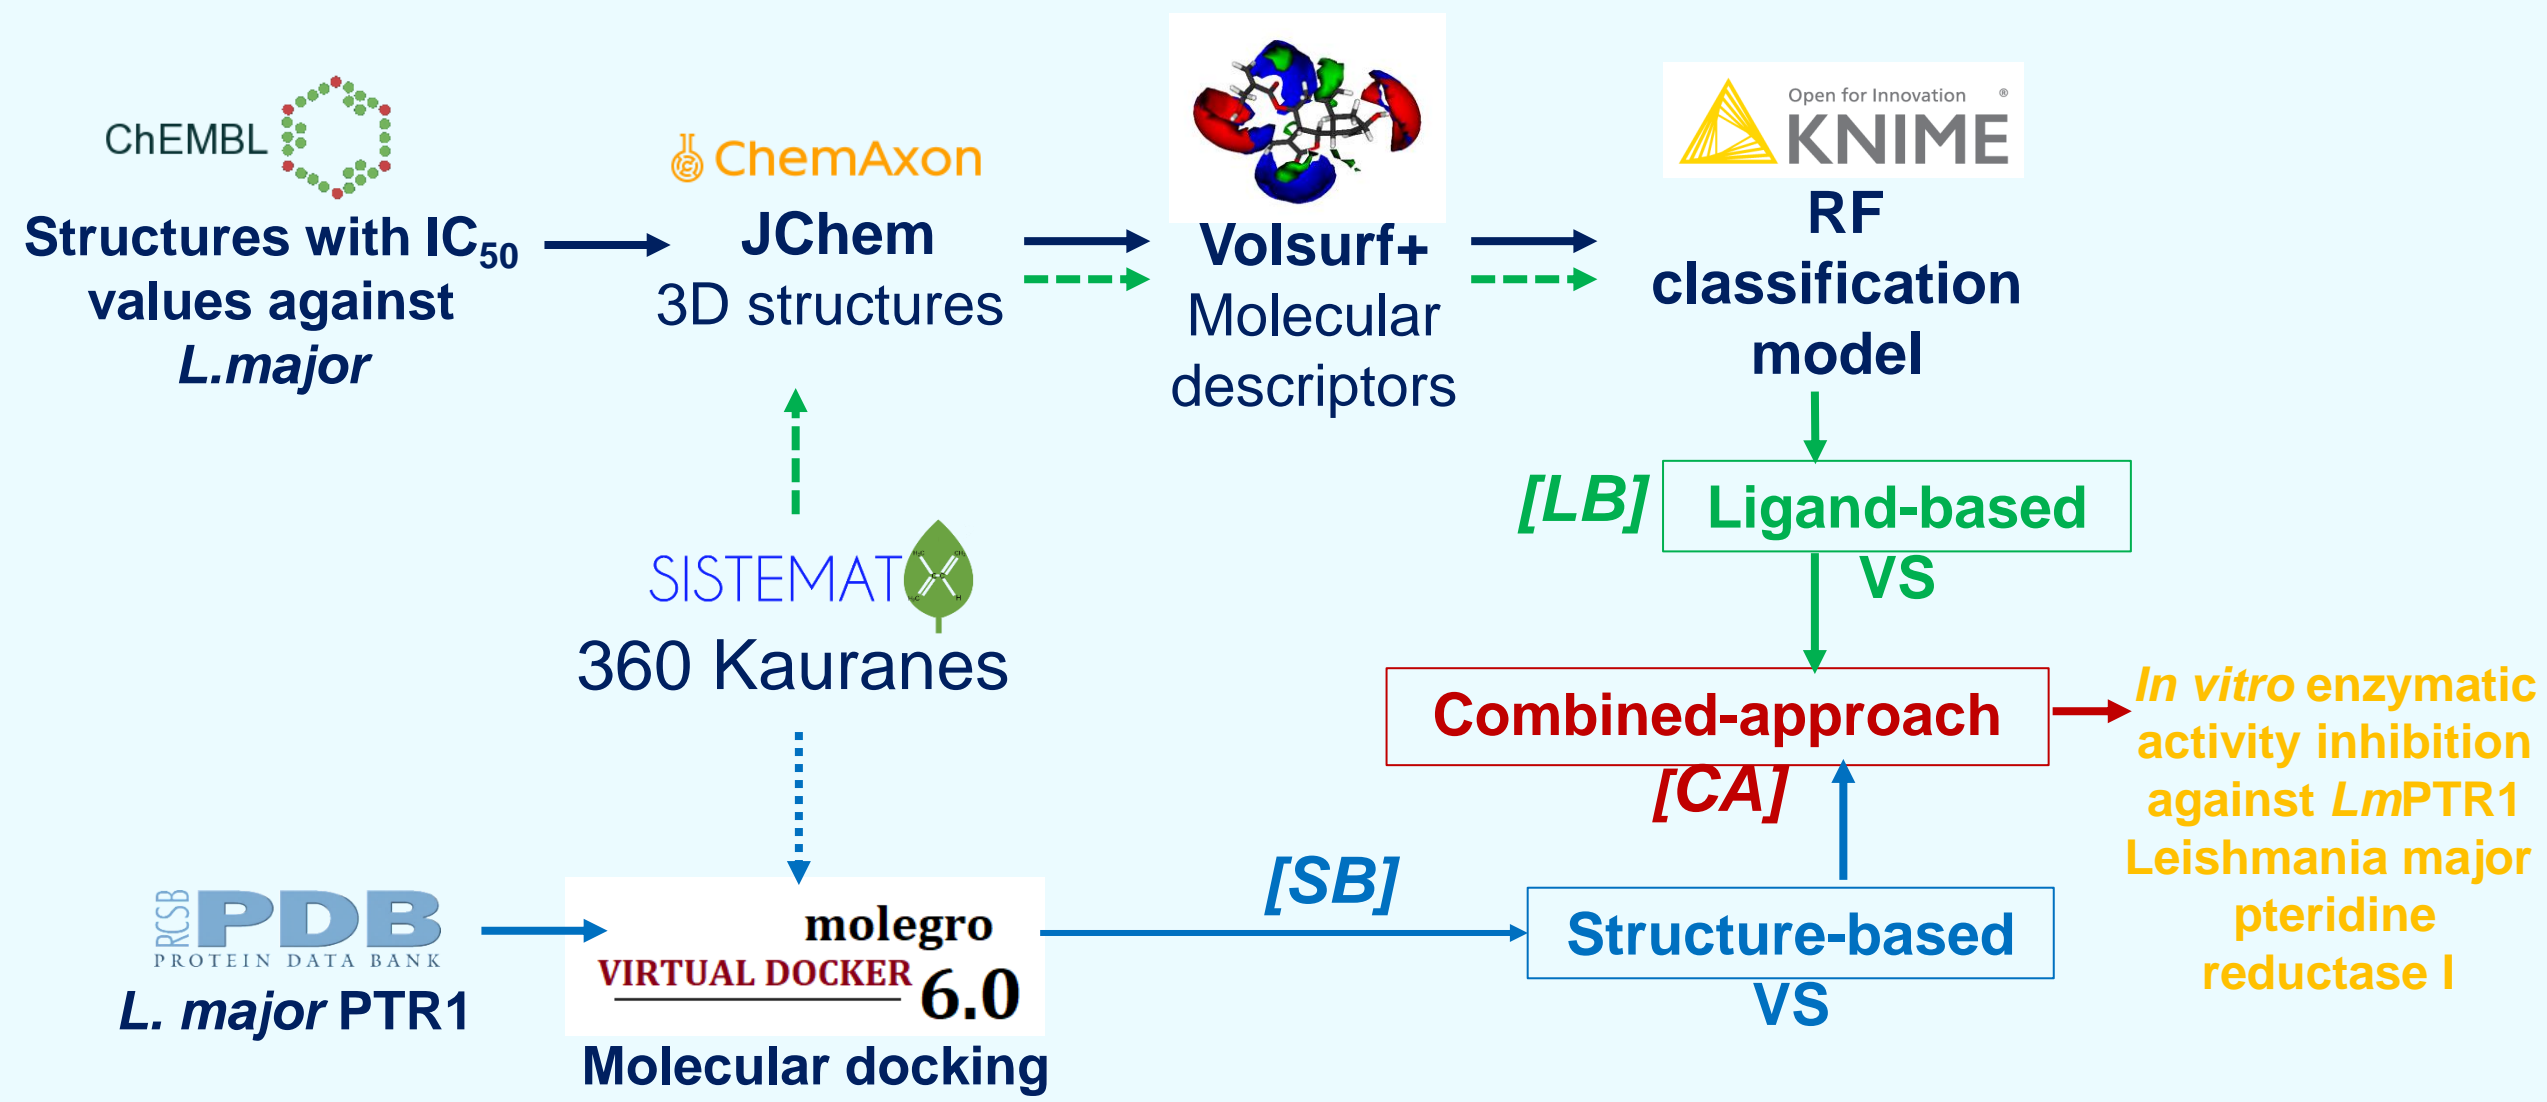 ChEMBL
Structures with IC50
values against
L.major
ChemAxon
JChem
3D structures
Volsurf+
Molecular
descriptors
Open for Innovation ®
KNIME
RF
classification
model
[LB]
Ligand-based
VS
SISTEMAT
360 Kauranes
Combined-approach
[CA]
In vitro enzymatic
activity inhibition
against LmPTR1
Leishmania major
pteridine
reductase I
RCSB
PDB
PROTEIN DATA BANK
L. major PTR1
molegro
VIRTUAL DOCKER
6.0
Molecular docking
[SB]
Structure-based
VS